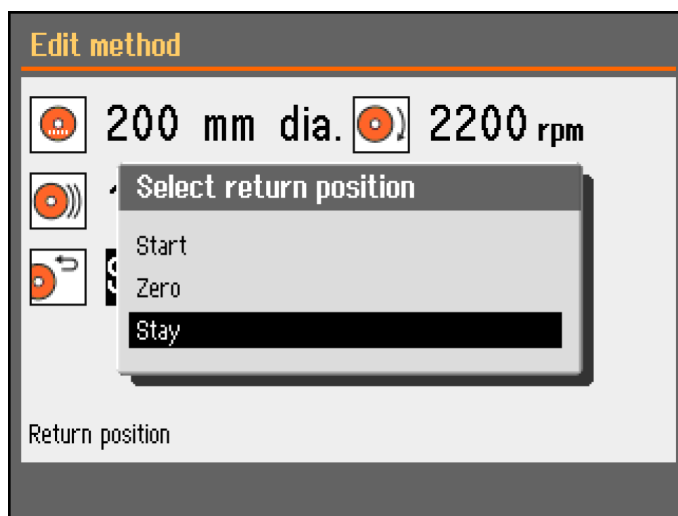 Edit method
200 mm dia. 2200 rpm
Select return position
Start
Zero
Stay
Return position